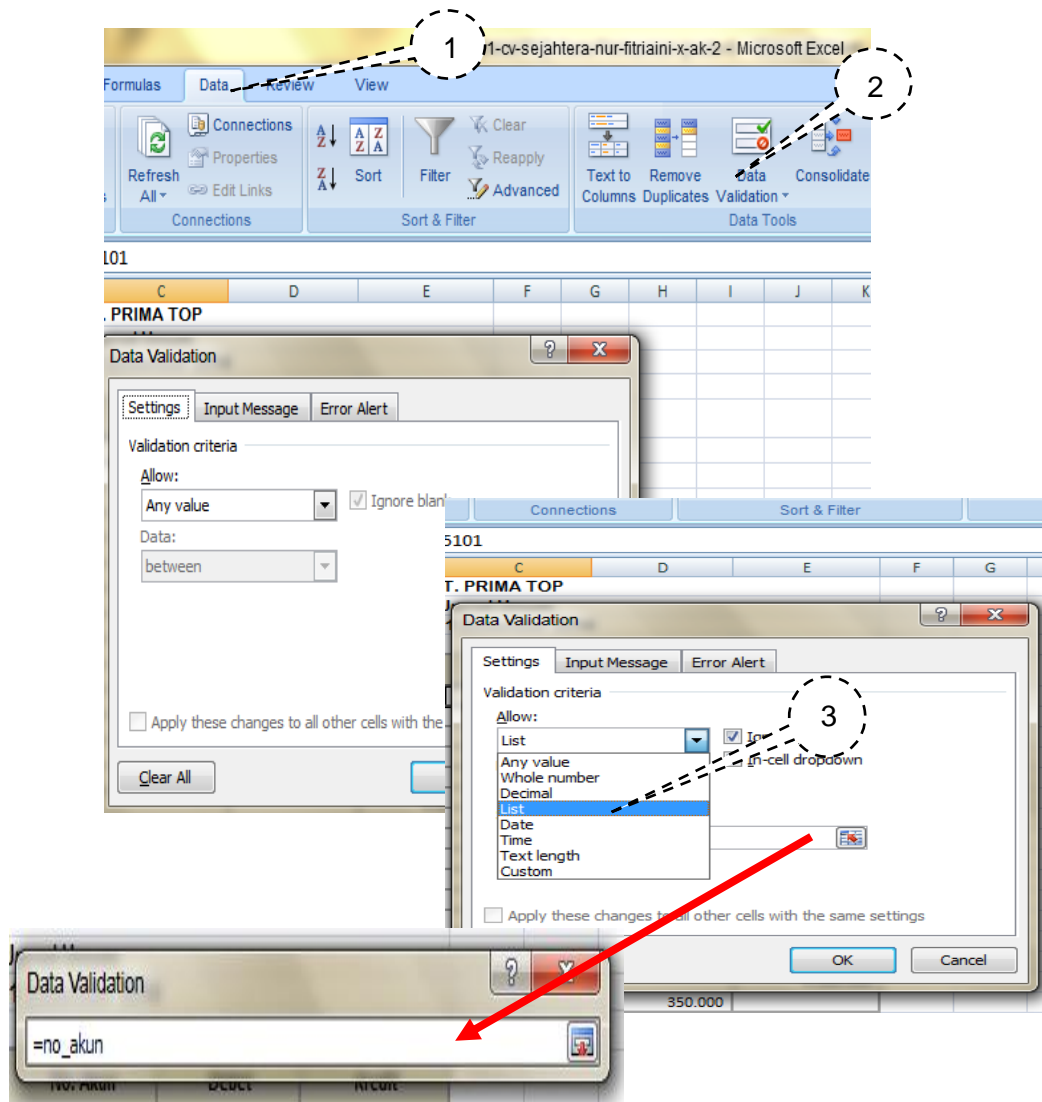 1
1-cv-sejahtera-nur-fitriaini-x-ak-2 - Microsoft Excel
2
Formulas Data Review View
Refresh All
Connections
Properties
Edit Links
Connections
A Z
Z A
Sort
Filter
Clear
Reapply
Advanced
Sort & Filter
Text to Columns
Remove Duplicates
Data Validation
Consolidate
Data Tools
101
C D E F G H I J K
. PRIMA TOP
Data Validation
Settings Input Message Error Alert
Validation criteria
Allow:
Any value
Ignore blank
Data:
between
Apply these changes to all other cells with the
Clear All
Connections Sort & Filter
5101
C D E F G
T. PRIMA TOP
Data Validation
Settings Input Message Error Alert
Validation criteria
Allow:
3
List
In-cell dropdown
Any value
Whole number
Decimal
List
Date
Time
Text length
Custom
Apply these changes to all other cells with the same settings
OK Cancel
350.000
Data Validation
=no_akun
No. Akun Debet Kredit